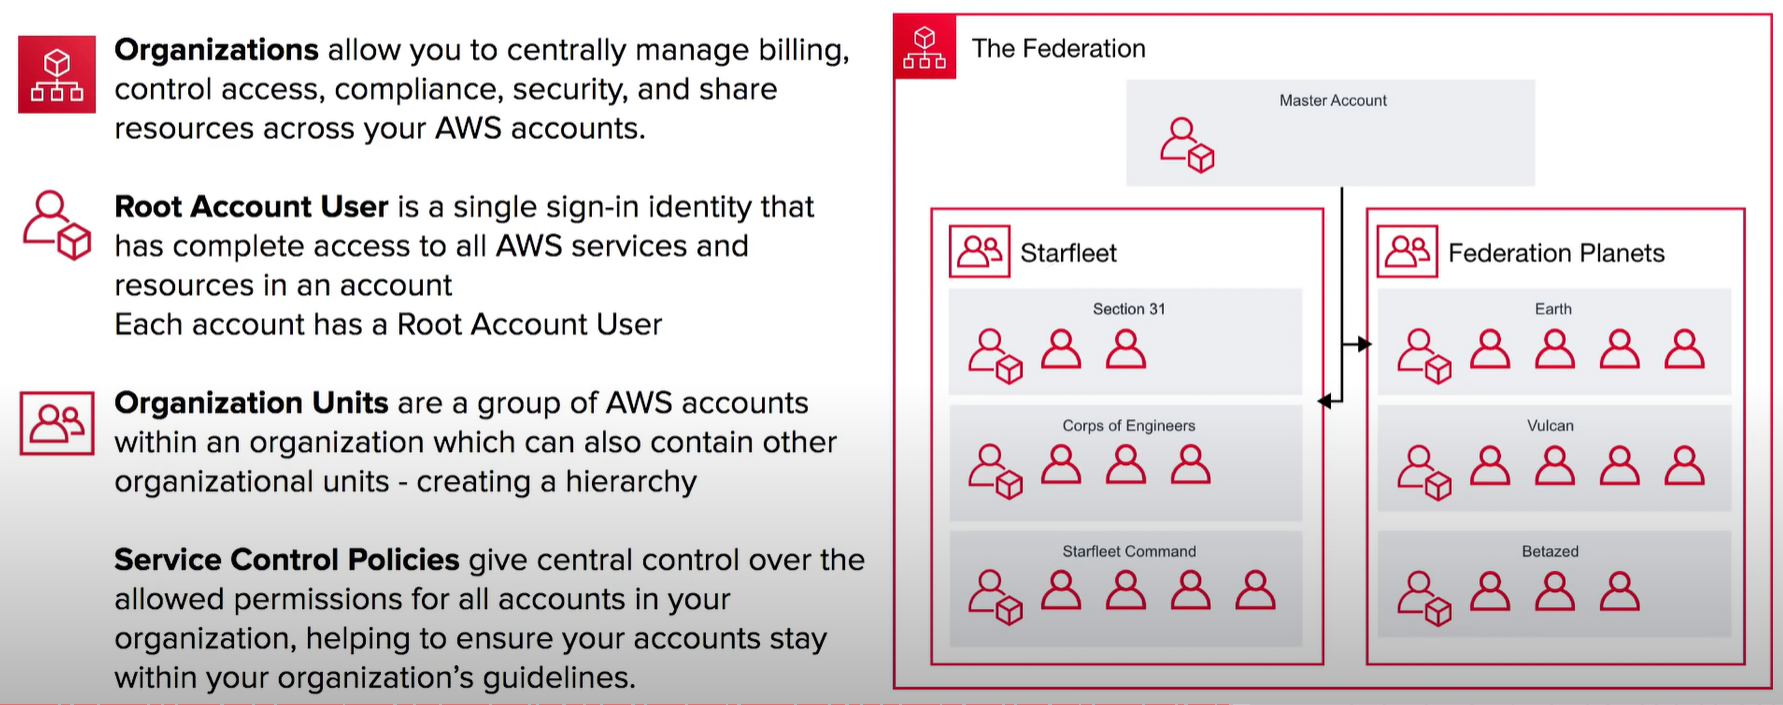 Organizations allow you to centrally manage billing,
control access, compliance, security, and share
resources across your AWS accounts.
Root Account User is a single sign-in identity that
has complete access to all AWS services and
resources in an account
Each account has a Root Account User
Organization Units are a group of AWS accounts
within an organization which can also contain other
organizational units - creating a hierarchy
Service Control Policies give central control over the
allowed permissions for all accounts in your
organization, helping to ensure your accounts stay
within your organization’s guidelines.
The Federation
Master Account
Starfleet
Section 31
Corps of Engineers
Starfleet Command
Federation Planets
Earth
Vulcan
Betazed